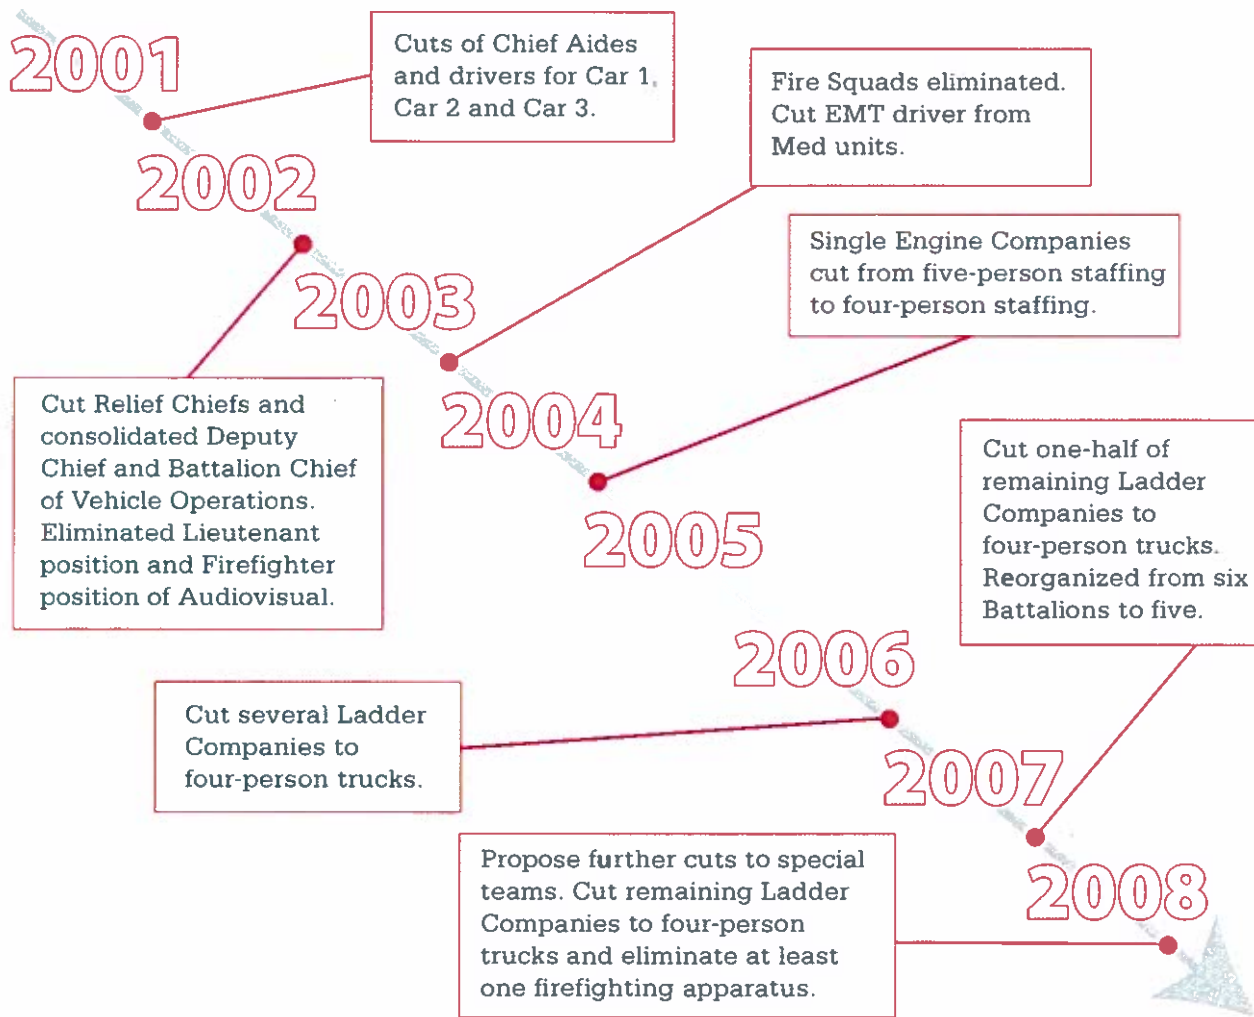 2001
Cuts of Chief Aides
and drivers for Car 1.
Car 2 and Car 3.
2002
Cut Relief Chiefs and
consolidated Deputy
Chief and Battalion Chief
of Vehicle Operations.
Eliminated Lieutenant
position and Firefighter
position of Audiovisual.
2003
Fire Squads eliminated.
Cut EMT driver from
Med units.
2004
Single Engine Companies
cut from five-person staffing
to four-person staffing.
2005
2006
Cut several Ladder
Companies to
four-person trucks.
2007
Cut one-half of
remaining Ladder
Companies to
four-person trucks.
Reorganized from six
Battalions to five.
2008
Propose further cuts to special
teams. Cut remaining Ladder
Companies to four-person
trucks and eliminate at least
one firefighting apparatus.